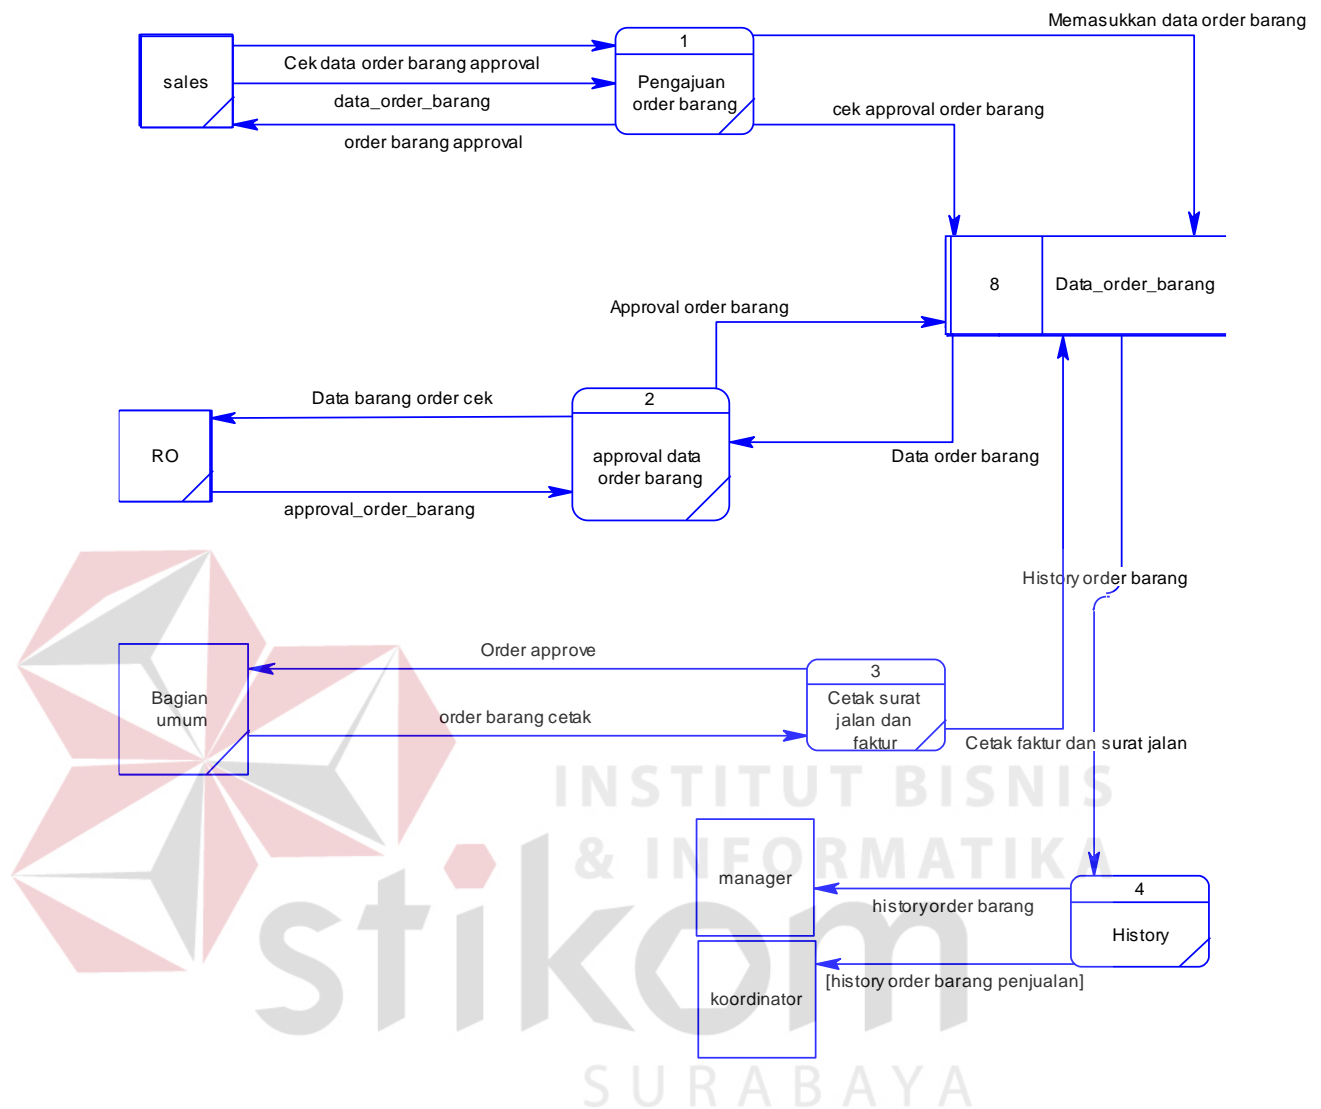 Memasukkan data order barang
1
sales
Cek data order barang approval
Pengajuan
order barang
data_order_barang
cek approval order barang
order barang approval
8
Data_order_barang
Approval order barang
Data barang order cek
2
RO
approval data
order barang
Data order barang
approval_order_barang
History order barang
Order approve
3
Bagian
umum
order barang cetak
Cetak surat
jalan dan
faktur
Cetak faktur dan surat jalan
INSTITUT BISNIS
& INFORMATIKA
manager
4
history order barang
History
stikom
[history order barang penjualan]
koordinator
SURABAYA